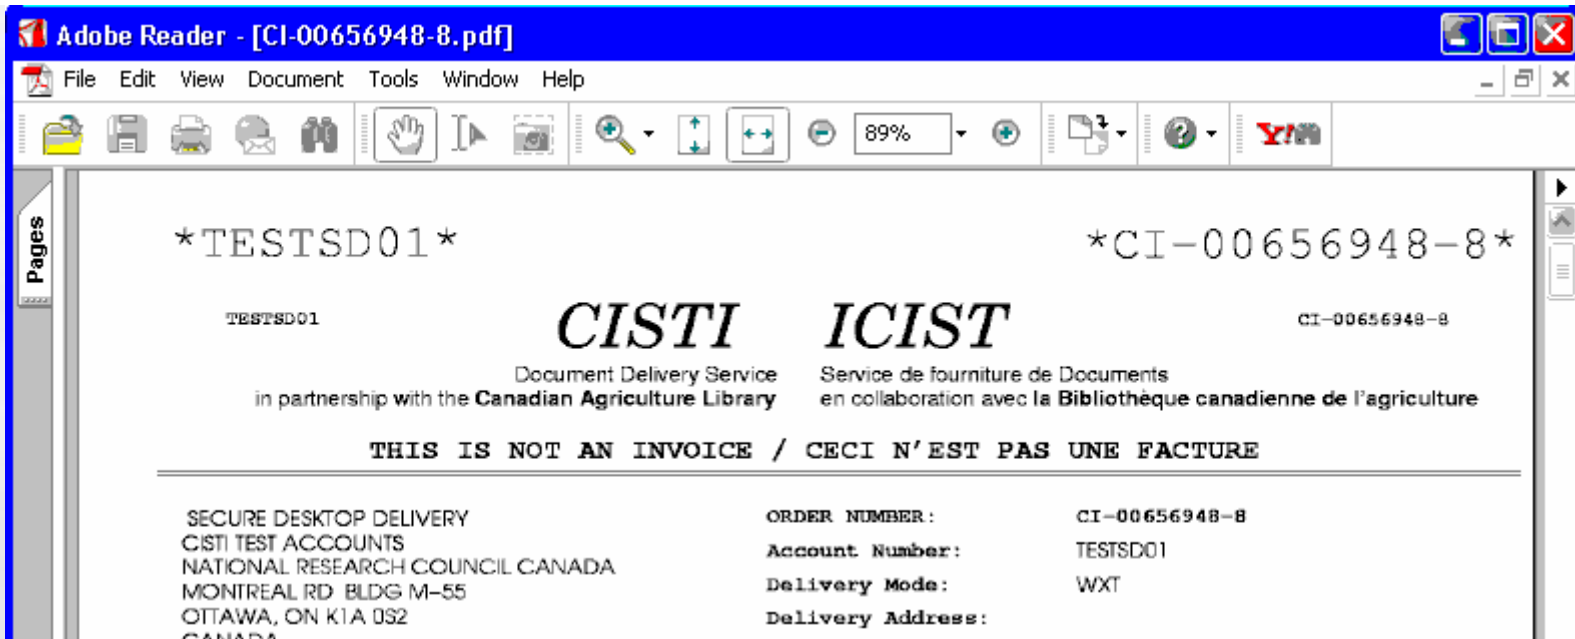 Adobe Reader - [CI-00656948-8.pdf]
File Edit View Document Tools Window Help
89%
Y!
Pages
*TESTSD01* *CI-00656948-8*
TESTSD01 CISTI ICIST CI-00656948-8
Document Delivery Service Service de fourniture de Documents
in partnership with the Canadian Agriculture Library en collaboration avec la Bibliothèque canadienne de l'agriculture
THIS IS NOT AN INVOICE / CECI N'EST PAS UNE FACTURE
SECURE DESKTOP DELIVERY ORDER NUMBER: CI-00656948-8
CISTI TEST ACCOUNTS Account Number: TESTSD01
NATIONAL RESEARCH COUNCIL CANADA
MONTREAL RD BLDG M-55 Delivery Mode: WXT
OTTAWA, ON K1A 0S2 Delivery Address:
CANADA